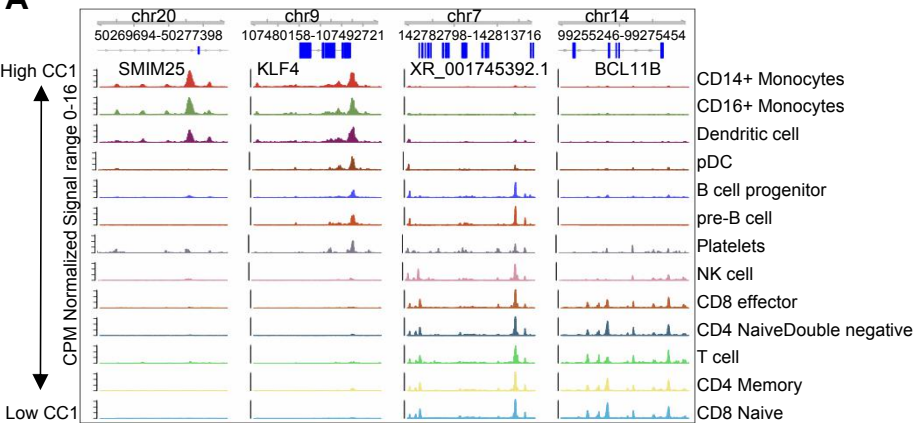 A
chr20 chr9 chr7 chr14
50269694-50277398 107480158-107492721 142782798-142813716 99255246-99275454
High CC1 SMIM25 KLF4 XR_001745392.1 BCL11B
CD14+ Monocytes
CD16+ Monocytes
Dendritic cell
pDC
B cell progenitor
pre-B cell
Platelets
NK cell
CD8 effector
CD4 NaiveDouble negative
T cell
CD4 Memory
Low CC1 CD8 Naive
CPM Normalized Signal range 0-16